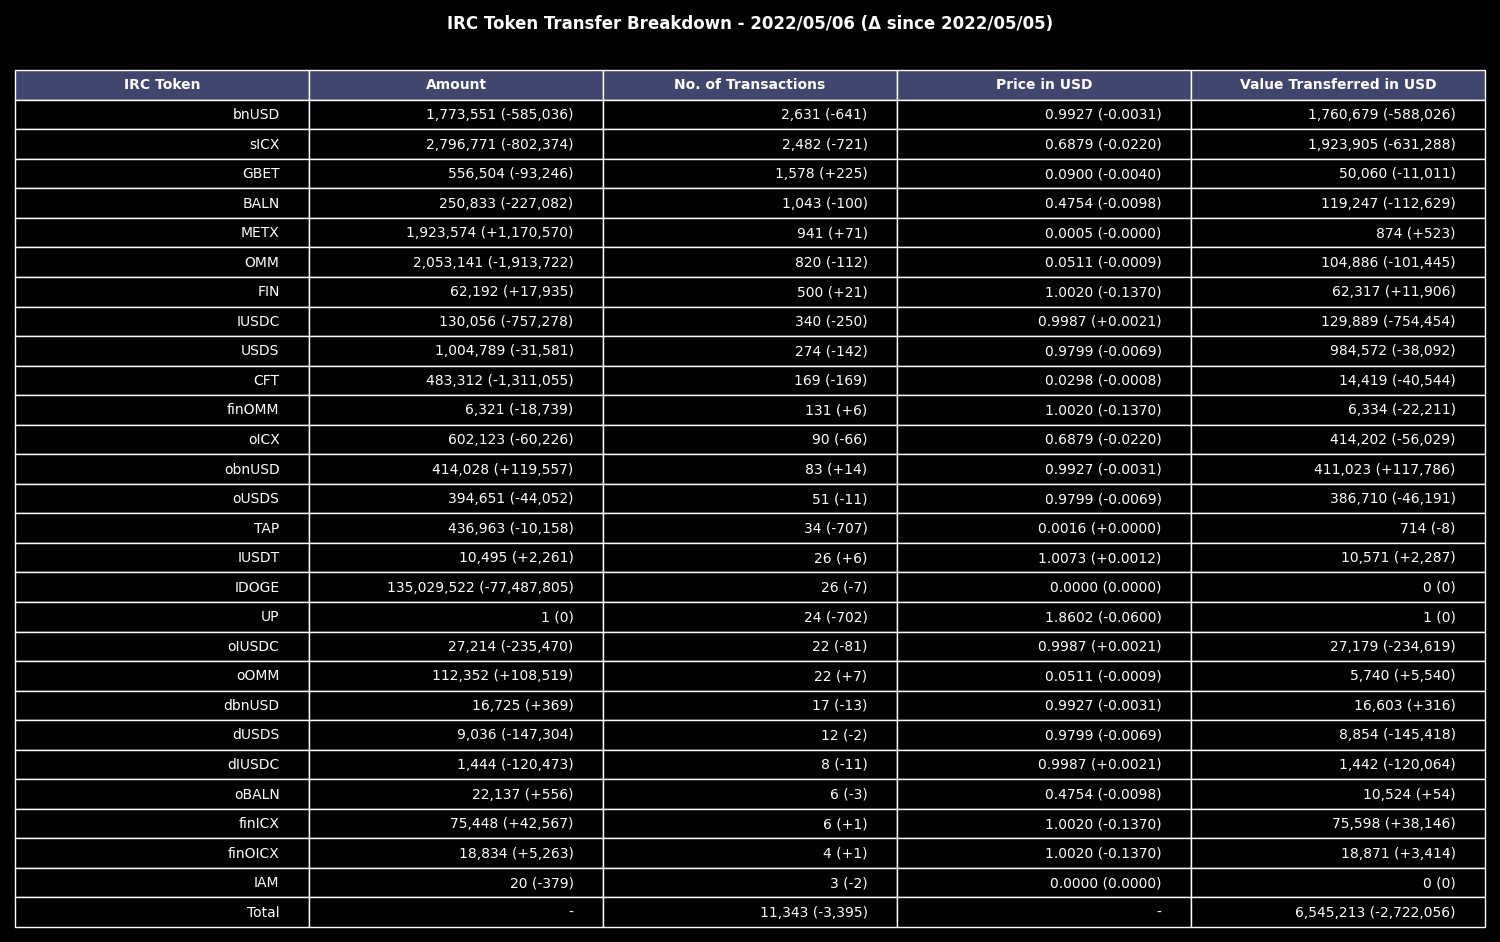 IRC Token Transfer Breakdown - 2022/05/06 (Δ since 2022/05/05)
IRC Token Amount No. of Transactions Price in USD Value Transferred in USD
bnUSD 1,773,551 (-585,036) 2,631 (-641) 0.9927 (-0.0031) 1,760,679 (-588,026)
sICX 2,796,771 (-802,374) 2,482 (-721) 0.6879 (-0.0220) 1,923,905 (-631,288)
GBET 556,504 (-93,246) 1,578 (+225) 0.0900 (-0.0040) 50,060 (-11,011)
BALN 250,833 (-227,082) 1,043 (-100) 0.4754 (-0.0098) 119,247 (-112,629)
METX 1,923,574 (+1,170,570) 941 (+71) 0.0005 (-0.0000) 874 (+523)
OMM 2,053,141 (-1,913,722) 820 (-112) 0.0511 (-0.0009) 104,886 (-101,445)
FIN 62,192 (+17,935) 500 (+21) 1.0020 (-0.1370) 62,317 (+11,906)
IUSDC 130,056 (-757,278) 340 (-250) 0.9987 (+0.0021) 129,889 (-754,454)
USDS 1,004,789 (-31,581) 274 (-142) 0.9799 (-0.0069) 984,572 (-38,092)
CFT 483,312 (-1,311,055) 169 (-169) 0.0298 (-0.0008) 14,419 (-40,544)
finOMM 6,321 (-18,739) 131 (+6) 1.0020 (-0.1370) 6,334 (-22,211)
oICX 602,123 (-60,226) 90 (-66) 0.6879 (-0.0220) 414,202 (-56,029)
obnUSD 414,028 (+119,557) 83 (+14) 0.9927 (-0.0031) 411,023 (+117,786)
oUSDS 394,651 (-44,052) 51 (-11) 0.9799 (-0.0069) 386,710 (-46,191)
TAP 436,963 (-10,158) 34 (-707) 0.0016 (+0.0000) 714 (-8)
IUSDT 10,495 (+2,261) 26 (+6) 1.0073 (+0.0012) 10,571 (+2,287)
IDOGE 135,029,522 (-77,487,805) 26 (-7) 0.0000 (0.0000) 0 (0)
UP 1 (0) 24 (-702) 1.8602 (-0.0600) 1 (0)
oIUSDC 27,214 (-235,470) 22 (-81) 0.9987 (+0.0021) 27,179 (-234,619)
oOMM 112,352 (+108,519) 22 (+7) 0.0511 (-0.0009) 5,740 (+5,540)
dbnUSD 16,725 (+369) 17 (-13) 0.9927 (-0.0031) 16,603 (+316)
dUSDS 9,036 (-147,304) 12 (-2) 0.9799 (-0.0069) 8,854 (-145,418)
dIUSDC 1,444 (-120,473) 8 (-11) 0.9987 (+0.0021) 1,442 (-120,064)
oBALN 22,137 (+556) 6 (-3) 0.4754 (-0.0098) 10,524 (+54)
finICX 75,448 (+42,567) 6 (+1) 1.0020 (-0.1370) 75,598 (+38,146)
finOICX 18,834 (+5,263) 4 (+1) 1.0020 (-0.1370) 18,871 (+3,414)
IAM 20 (-379) 3 (-2) 0.0000 (0.0000) 0 (0)
Total - 11,343 (-3,395) - 6,545,213 (-2,722,056)